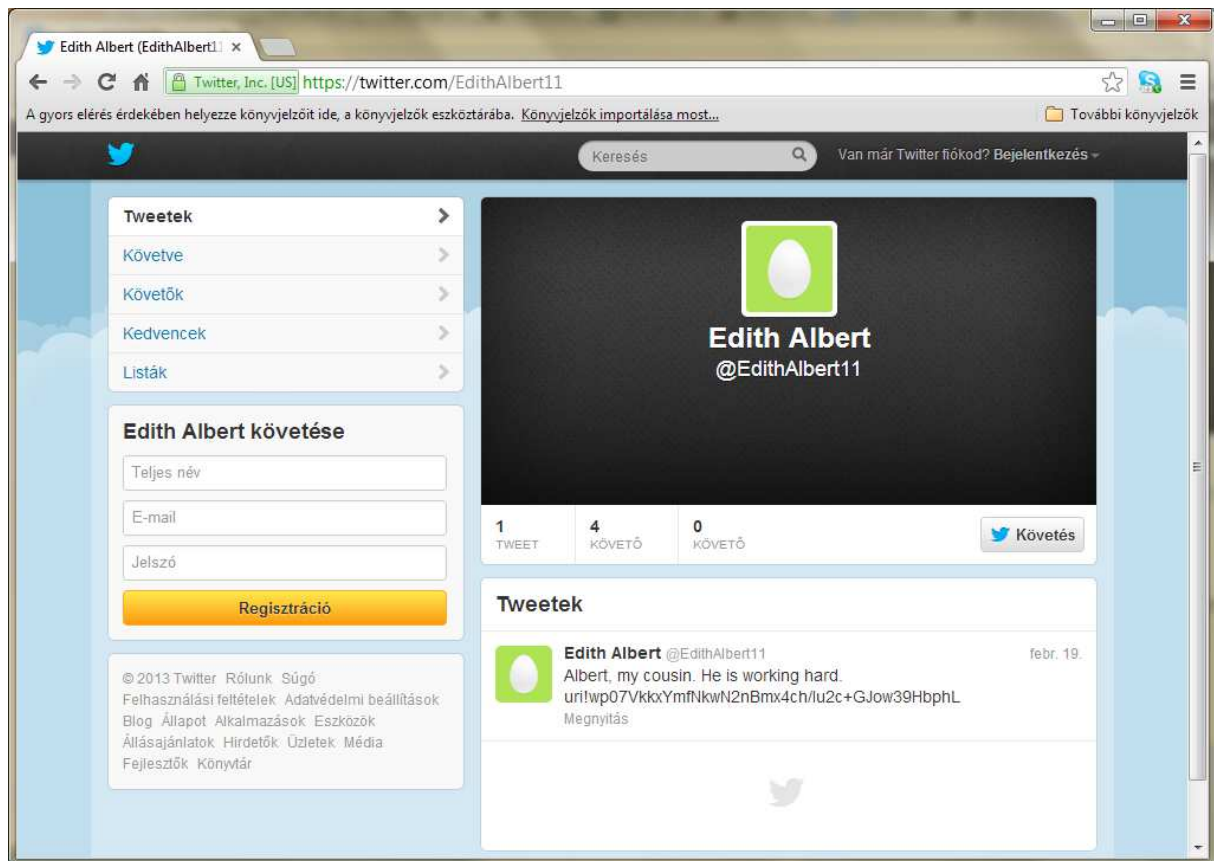 Edith Albert (EdithAlbert11
Twitter, Inc. [US] https://twitter.com/EdithAlbert11
A gyors elérés érdekében helyezze könyvjelzőit ide, a könyvjelzők eszköztárába. Könyvjelzők importálása most...
További könyvjelzők
Keresés
Van már Twitter fiókod? Bejelentkezés
Tweetek
Követve
Követők
Kedvencek
Listák
Edith Albert követése
Teljes név
E-mail
Jelszó
Regisztráció
© 2013 Twitter Rólunk Súgó
Felhasználási feltételek Adatvédelmi beállítások
Blog Állapot Alkalmazások Eszközök
Állásajánlatok Hirdetők Üzletek Média
Fejlesztők Könyvtár
Edith Albert
@EdithAlbert11
1 TWEET
4 KÖVETŐ
0 KÖVETŐ
Követés
Tweetek
Edith Albert @EdithAlbert11 febr. 19.
Albert, my cousin. He is working hard.
uri!wp07VkkxYmfNkwN2nBmx4ch/Iu2c+GJow39HbphL
Megnyitás